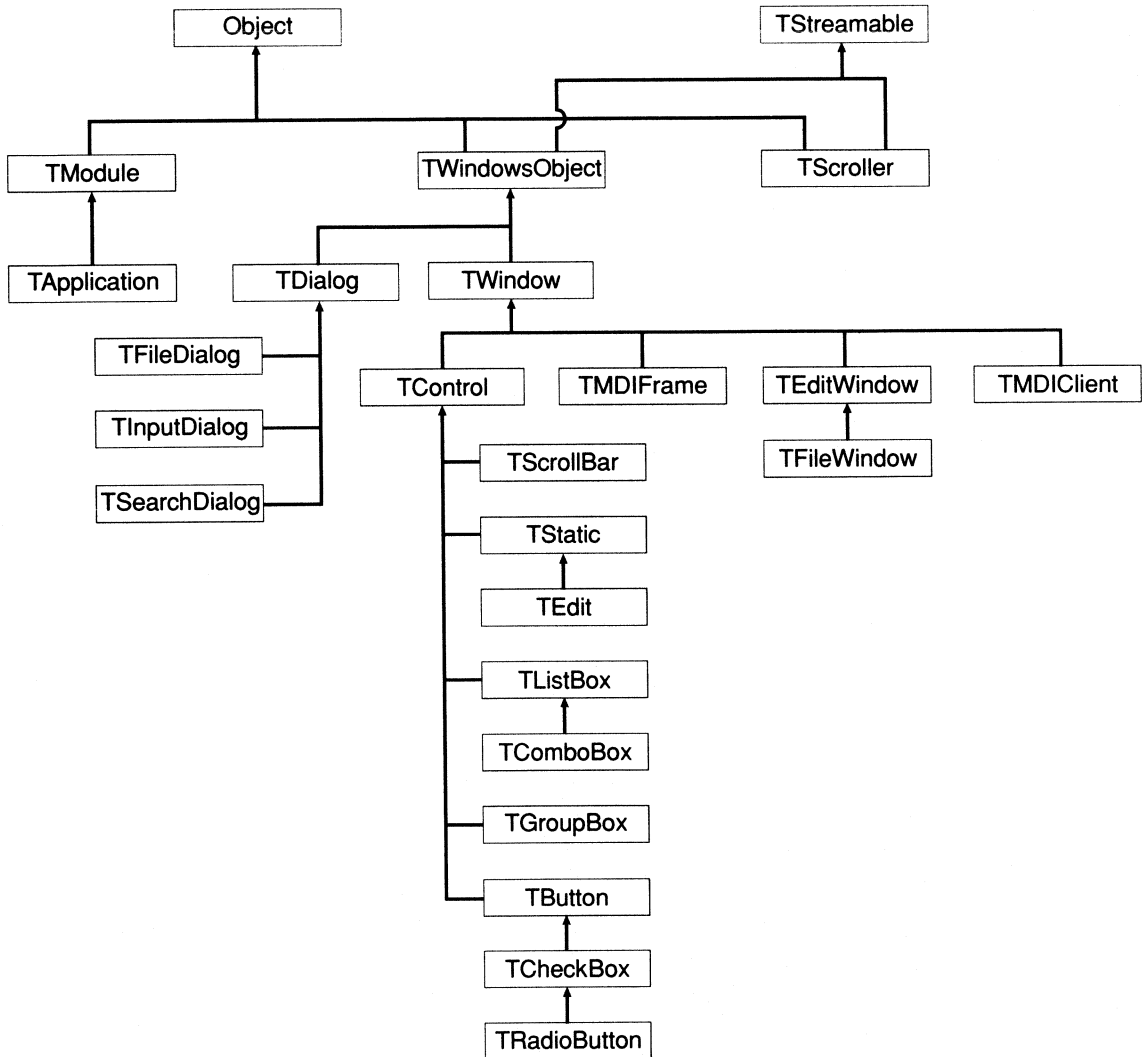 Object
TStreamable
TModule
TWindowsObject
TScroller
TApplication
TDialog
TWindow
TFileDialog
TControl
TMDIFrame
TEditWindow
TMDIClient
TInputDialog
TScrollBar
TFileWindow
TSearchDialog
TStatic
TEdit
TListBox
TComboBox
TGroupBox
TButton
TCheckBox
TRadioButton